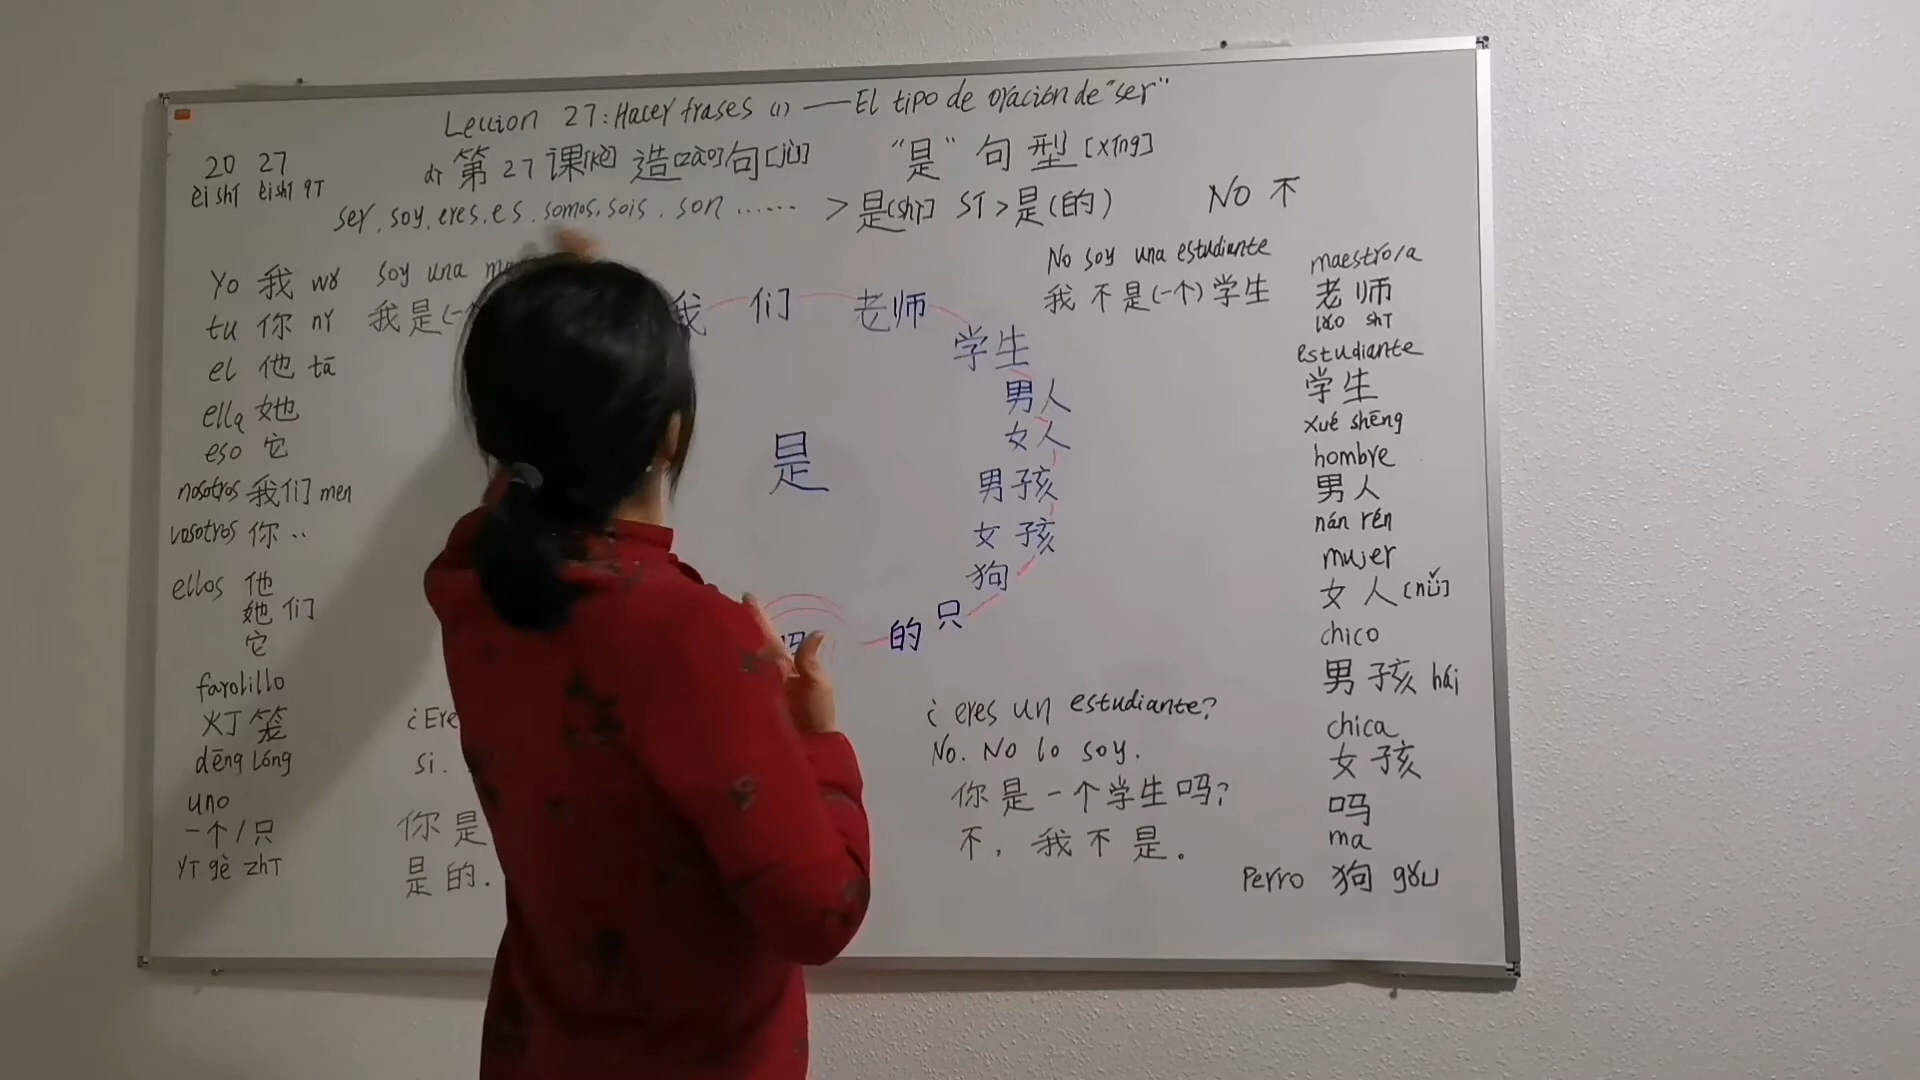 Lección 27: Hacer frases (1) —— El tipo de oración de "ser"
第 27 课[kè] 造[zào]句[jù] "是" 句 型 [xíng]
20 27
èi shí èi shí qī
ser, soy, eres, es, somos, sois, son ...... > 是[shì] SÍ > 是(的) NO 不
Yo 我 wǒ
tu 你 nǐ
el 他 tā
ella 她
eso 它
nosotros 我们 men
vosotros 你 ..
ellos 他
她 们
它
farolillo
灯 笼
dēng lóng
uno
一个/只
yī gè zhī
soy una
我是(一个
我 们 老师
学生
男人
女人
男孩
女孩
狗
只
的
是
No soy una estudiante
我 不是(一个)学生
¿Ere
Si.
你 是
是 的.
¿ eres un estudiante?
No. No lo soy.
你 是 一 个 学生 吗?
不, 我 不 是。
maestro/a
老 师
lǎo shī
estudiante
学 生
xué shēng
hombre
男 人
nán rén
mujer
女 人 [nǚ]
chico
男 孩 hái
chica
女 孩
吗
ma
Perro 狗 gǒu